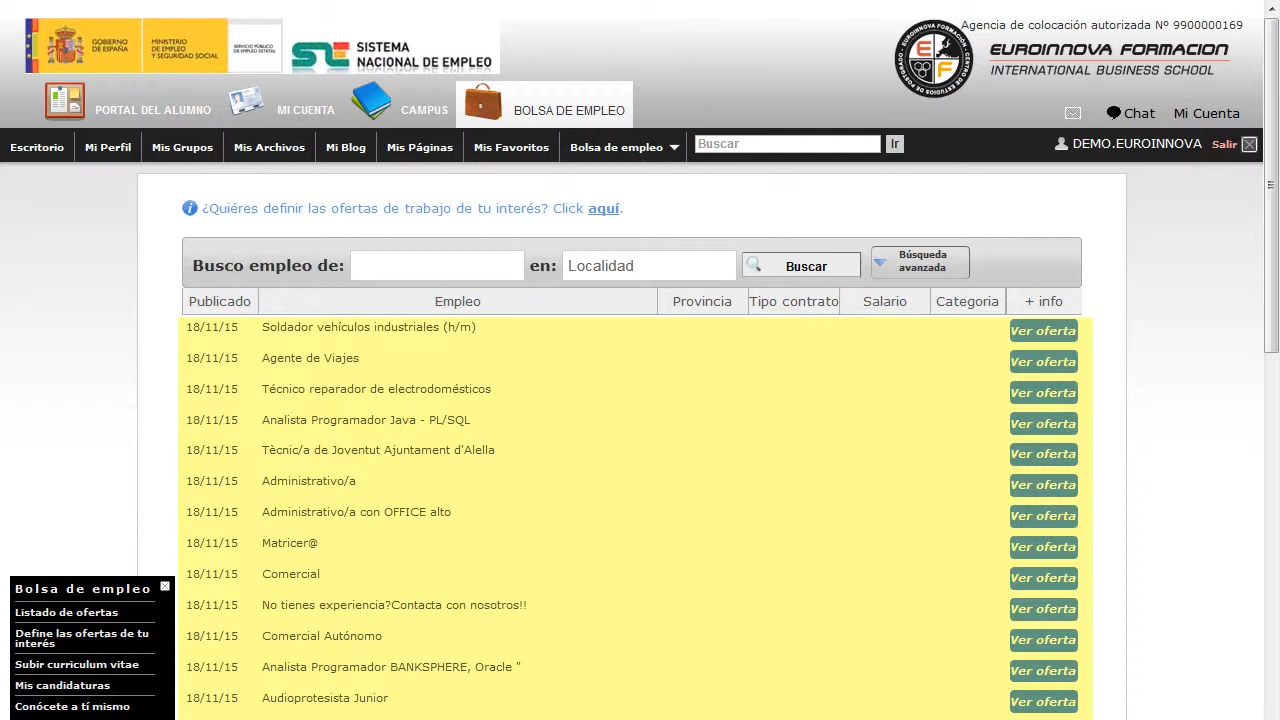 GOBIERNO DE ESPAÑA
MINISTERIO DE EMPLEO Y SEGURIDAD SOCIAL
SERVICIO PÚBLICO DE EMPLEO ESTATAL
SISTEMA NACIONAL DE EMPLEO
Agencia de colocación autorizada Nº 9900000169
EUROINNOVA FORMACION
INTERNATIONAL BUSINESS SCHOOL
PORTAL DEL ALUMNO MI CUENTA CAMPUS BOLSA DE EMPLEO
Chat Mi Cuenta
Escritorio Mi Perfil Mis Grupos Mis Archivos Mi Blog Mis Páginas Mis Favoritos Bolsa de empleo Buscar Ir DEMO.EUROINNOVA Salir
¿Quiéres definir las ofertas de trabajo de tu interés? Click aquí.
Busco empleo de: en: Localidad Buscar Búsqueda avanzada
Publicado Empleo Provincia Tipo contrato Salario Categoria + info
18/11/15 Soldador vehículos industriales (h/m) Ver oferta
18/11/15 Agente de Viajes Ver oferta
18/11/15 Técnico reparador de electrodomésticos Ver oferta
18/11/15 Analista Programador Java - PL/SQL Ver oferta
18/11/15 Tècnic/a de Joventut Ajuntament d'Alella Ver oferta
18/11/15 Administrativo/a Ver oferta
18/11/15 Administrativo/a con OFFICE alto Ver oferta
18/11/15 Matricer@ Ver oferta
18/11/15 Comercial Ver oferta
18/11/15 No tienes experiencia?Contacta con nosotros!! Ver oferta
18/11/15 Comercial Autónomo Ver oferta
18/11/15 Analista Programador BANKSPHERE, Oracle " Ver oferta
18/11/15 Audioprotesista Junior Ver oferta
Bolsa de empleo
Listado de ofertas
Define las ofertas de tu
interés
Subir curriculum vitae
Mis candidaturas
Conócete a tí mismo